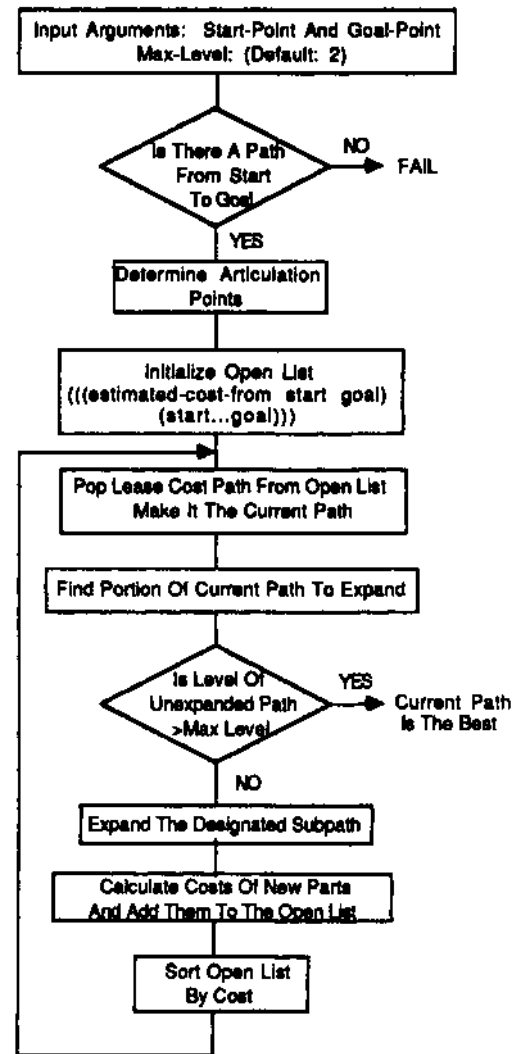 Input Arguments: Start-Point And Goal-Point
Max-Level: (Default: 2)
Is There A Path
From Start
To Goal
NO
FAIL
YES
Determine Articulation
Points
Initialize Open List
(((estimated-cost-from start goal)
(start...goal)))
Pop Lease Cost Path From Open List
Make It The Current Path
Find Portion Of Current Path To Expand
Is Level Of
Unexpanded Path
>Max Level
YES
Current Path
Is The Best
NO
Expand The Designated Subpath
Calculate Costs Of New Parts
And Add Them To The Open List
Sort Open List
By Cost